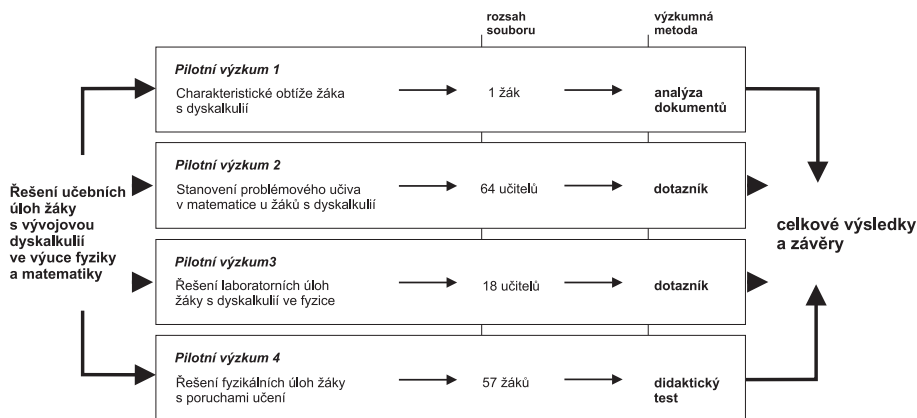 rozsah
souboru
výzkumná
metoda
Pilotní výzkum 1
Charakteristické obtíže žáka
s dyskalkulií
1 žák
analýza
dokumentů
Pilotní výzkum 2
Stanovení problémového učiva
v matematice u žáků s dyskalkulií
64 učitelů
dotazník
Řešení učebních
úloh žáky
s vývojovou
dyskalkulií
ve výuce fyziky
a matematiky
celkové výsledky
a závěry
Pilotní výzkum3
Řešení laboratorních úloh
žáky s dyskalkulií ve fyzice
18 učitelů
dotazník
Pilotní výzkum 4
Řešení fyzikálních úloh žáky
s poruchami učení
57 žáků
didaktický
test